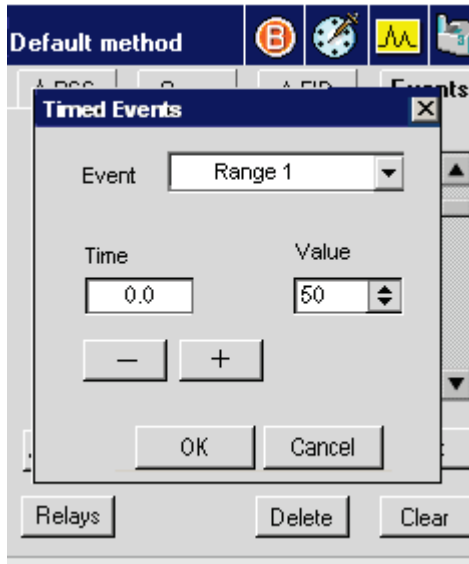 Default method
B
Events
Timed Events
Event
Range 1
Time
Value
0.0
50
— +
OK Cancel
Relays Delete Clear